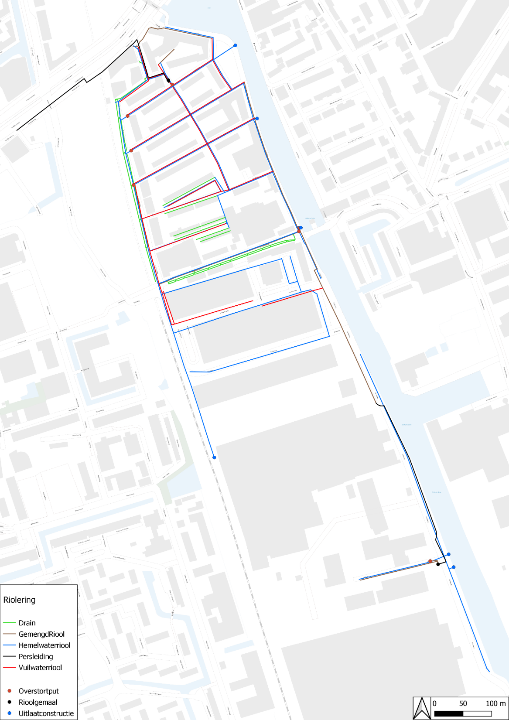 Riolering
Drain
GemengdRiool
Hemelwaterriool
Persleiding
Vuilwaterriool
Overstortput
Rioolgemaal
Uitlaatconstructie
0 50 100 m